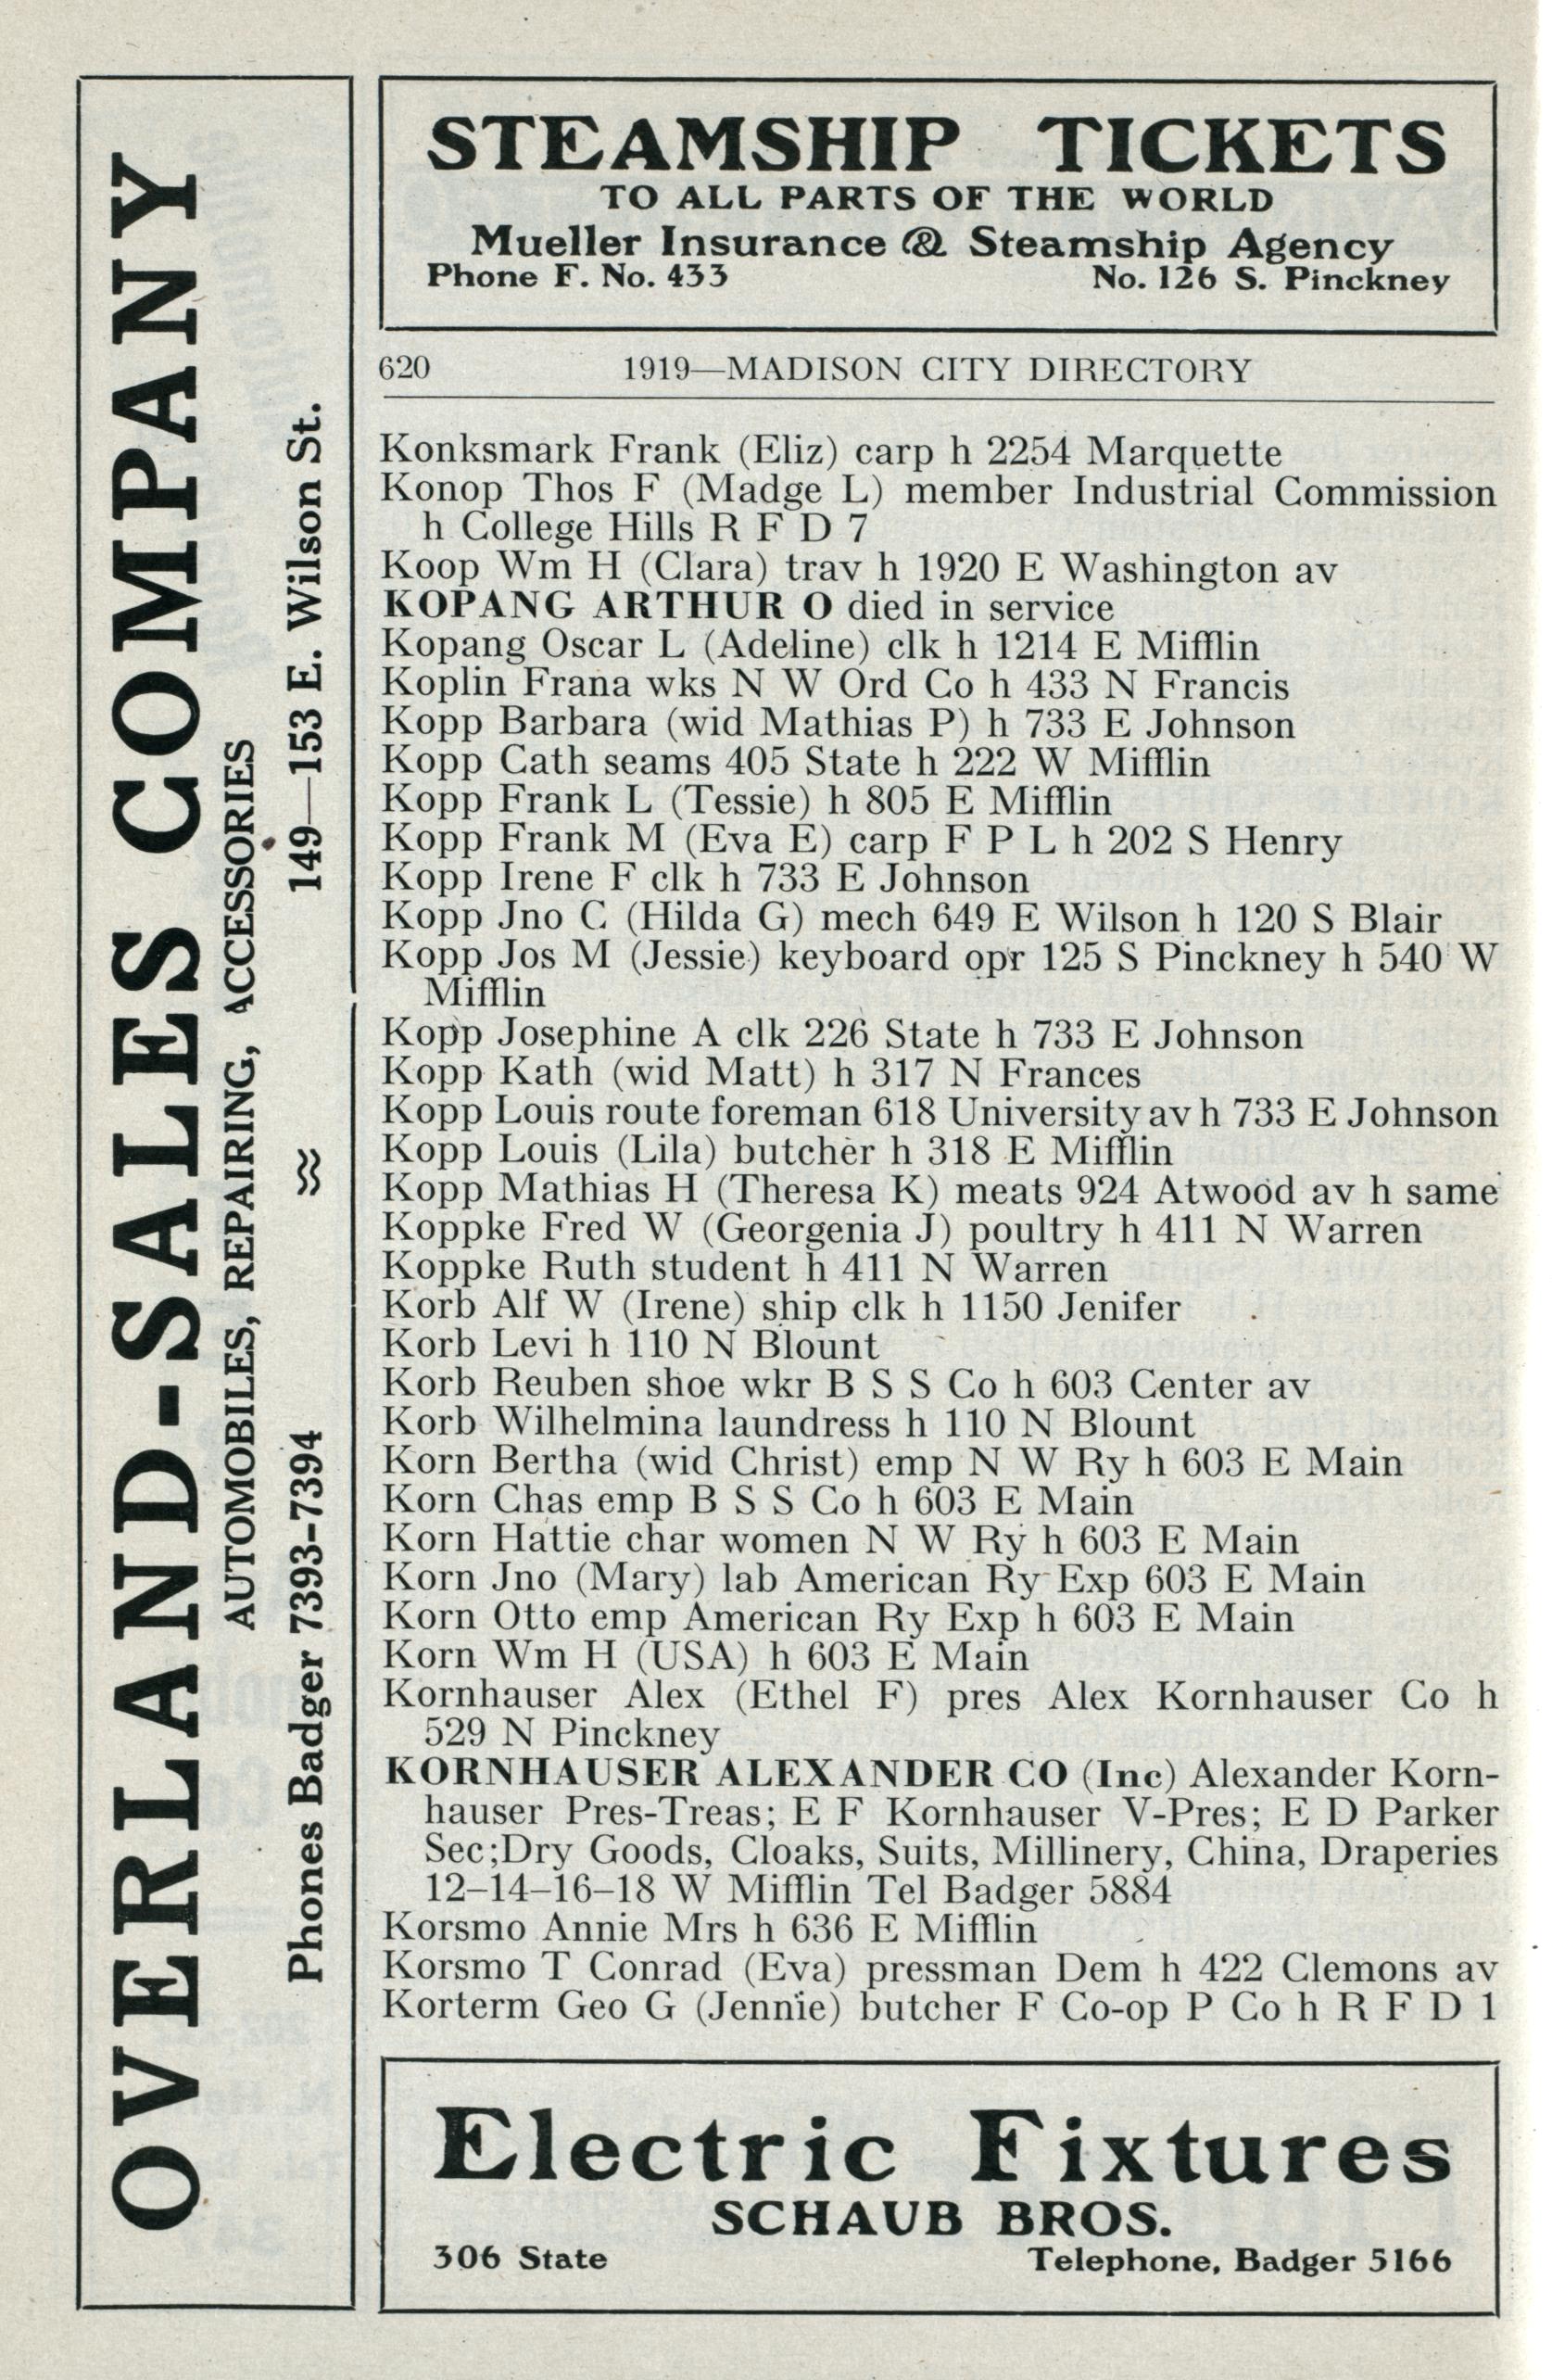 OVERLAND-SALES COMPANY
AUTOMOBILES, REPAIRING, ACCESSORIES
Phones Badger 7393-7394 149—153 E. Wilson St.
STEAMSHIP TICKETS
TO ALL PARTS OF THE WORLD
Mueller Insurance & Steamship Agency
Phone F. No. 433 No. 126 S. Pinckney
620 1919—MADISON CITY DIRECTORY
Konksmark Frank (Eliz) carp h 2254 Marquette
Konop Thos F (Madge L) member Industrial Commission
h College Hills R F D 7
Koop Wm H (Clara) trav h 1920 E Washington av
KOPANG ARTHUR O died in service
Kopang Oscar L (Adeline) clk h 1214 E Mifflin
Koplin Frana wks N W Ord Co h 433 N Francis
Kopp Barbara (wid Mathias P) h 733 E Johnson
Kopp Cath seams 405 State h 222 W Mifflin
Kopp Frank L (Tessie) h 805 E Mifflin
Kopp Frank M (Eva E) carp F P L h 202 S Henry
Kopp Irene F clk h 733 E Johnson
Kopp Jno C (Hilda G) mech 649 E Wilson h 120 S Blair
Kopp Jos M (Jessie) keyboard opr 125 S Pinckney h 540 W
Mifflin
Kopp Josephine A clk 226 State h 733 E Johnson
Kopp Kath (wid Matt) h 317 N Frances
Kopp Louis route foreman 618 University av h 733 E Johnson
Kopp Louis (Lila) butcher h 318 E Mifflin
Kopp Mathias H (Theresa K) meats 924 Atwood av h same
Koppke Fred W (Georgenia J) poultry h 411 N Warren
Koppke Ruth student h 411 N Warren
Korb Alf W (Irene) ship clk h 1150 Jenifer
Korb Levi h 110 N Blount
Korb Reuben shoe wkr B S S Co h 603 Center av
Korb Wilhelmina laundress h 110 N Blount
Korn Bertha (wid Christ) emp N W Ry h 603 E Main
Korn Chas emp B S S Co h 603 E Main
Korn Hattie char women N W Ry h 603 E Main
Korn Jno (Mary) lab American Ry Exp 603 E Main
Korn Otto emp American Ry Exp h 603 E Main
Korn Wm H (USA) h 603 E Main
Kornhauser Alex (Ethel F) pres Alex Kornhauser Co h
529 N Pinckney
KORNHAUSER ALEXANDER CO (Inc) Alexander Korn-
hauser Pres-Treas; E F Kornhauser V-Pres; E D Parker
Sec;Dry Goods, Cloaks, Suits, Millinery, China, Draperies
12–14–16–18 W Mifflin Tel Badger 5884
Korsmo Annie Mrs h 636 E Mifflin
Korsmo T Conrad (Eva) pressman Dem h 422 Clemons av
Korterm Geo G (Jennie) butcher F Co-op P Co h R F D 1
Electric Fixtures
SCHAUB BROS.
306 State Telephone, Badger 5166